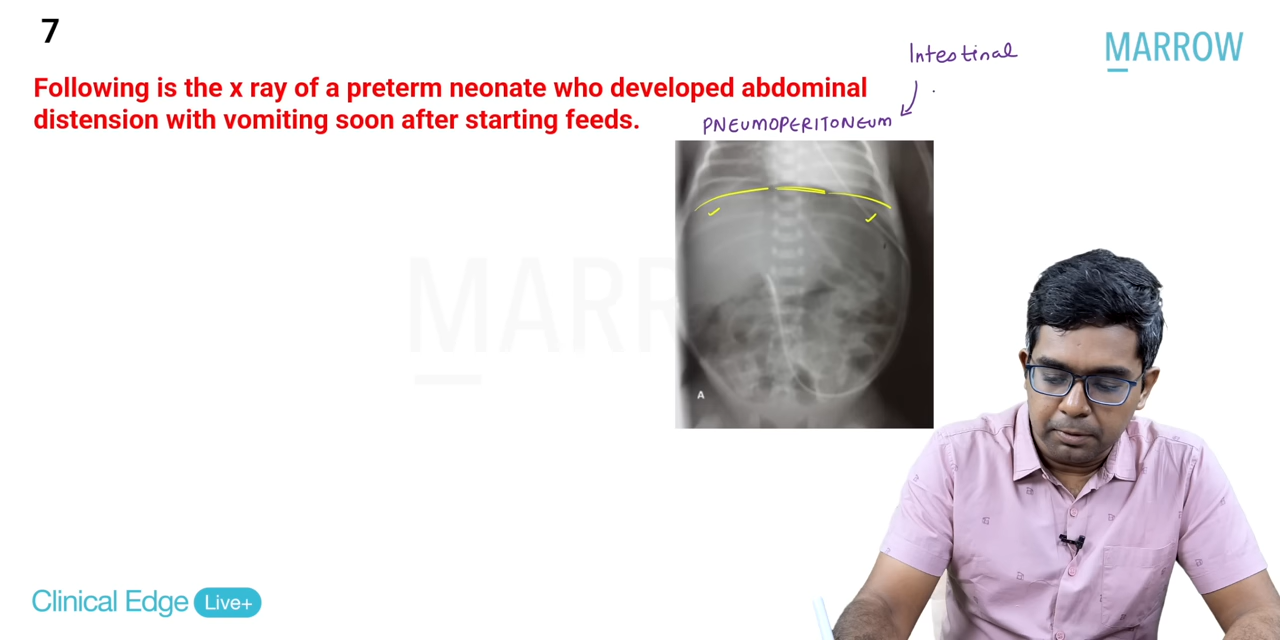 7
MARROW
Intestinal
Following is the x ray of a preterm neonate who developed abdominal
distension with vomiting soon after starting feeds.
PNEUMOPERITONEUM
MARR
A
Clinical Edge Live+